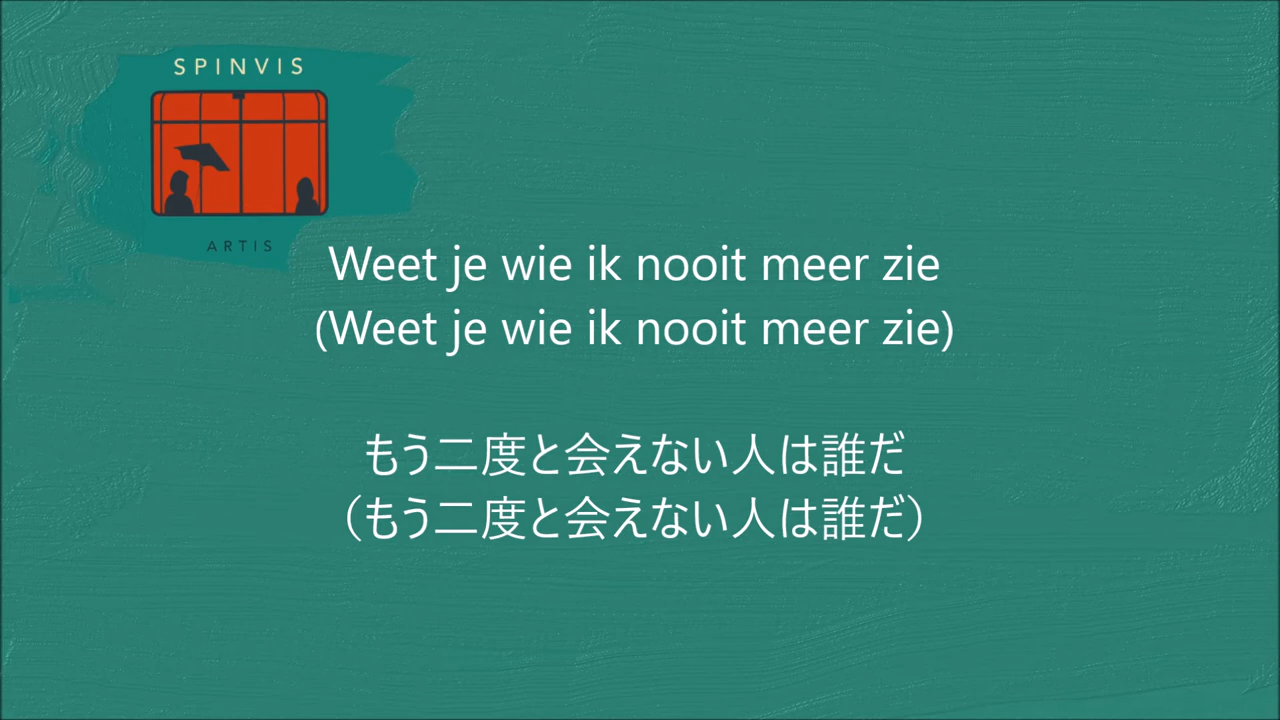 SPINVIS
ARTIS
Weet je wie ik nooit meer zie
(Weet je wie ik nooit meer zie)
もう二度と会えない人は誰だ
（もう二度と会えない人は誰だ）